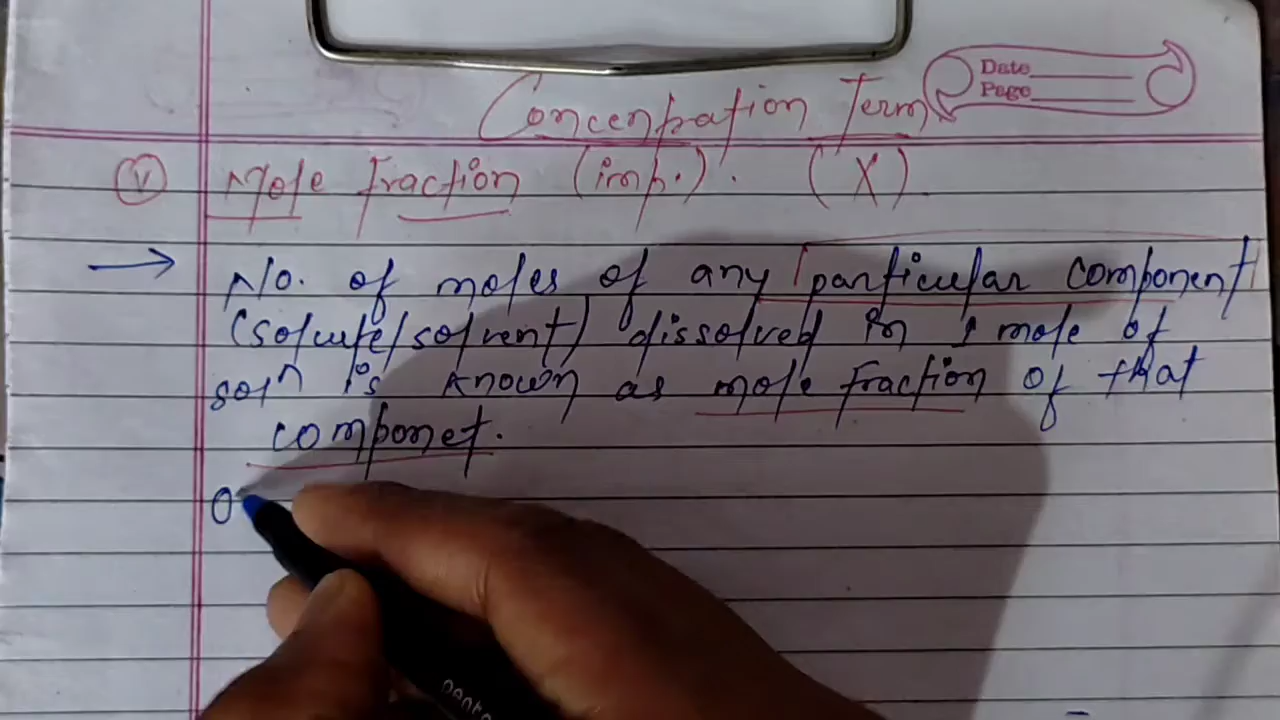 Date
Page
Concentration Term
(v) Mole fraction (imp.). (X)
→ No. of moles of any particular component
(solute/solvent) dissolved in 1 mole of
solⁿ is known as mole fraction of that
componet.
O